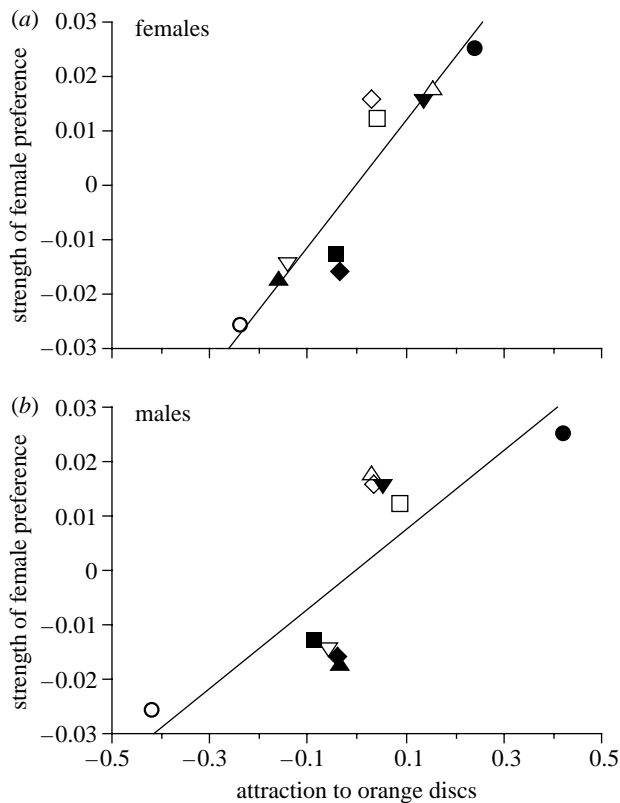 (a)
females
strength of female preference
0.03
0.02
0.01
0
−0.01
−0.02
−0.03
(b)
males
strength of female preference
0.03
0.02
0.01
0
−0.01
−0.02
−0.03
−0.5
−0.3
−0.1
0.1
0.3
0.5
attraction to orange discs